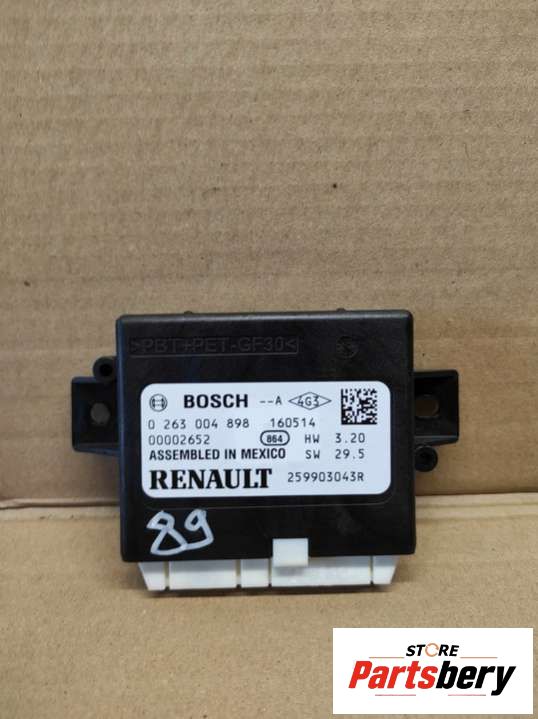 >PBT+PET-GF30<
BOSCH --A 4G3
0 263 004 898 160514
00002652 864 HW 3.20
ASSEMBLED IN MEXICO SW 29.5
RENAULT 259903043R
89
STORE
Partsbery